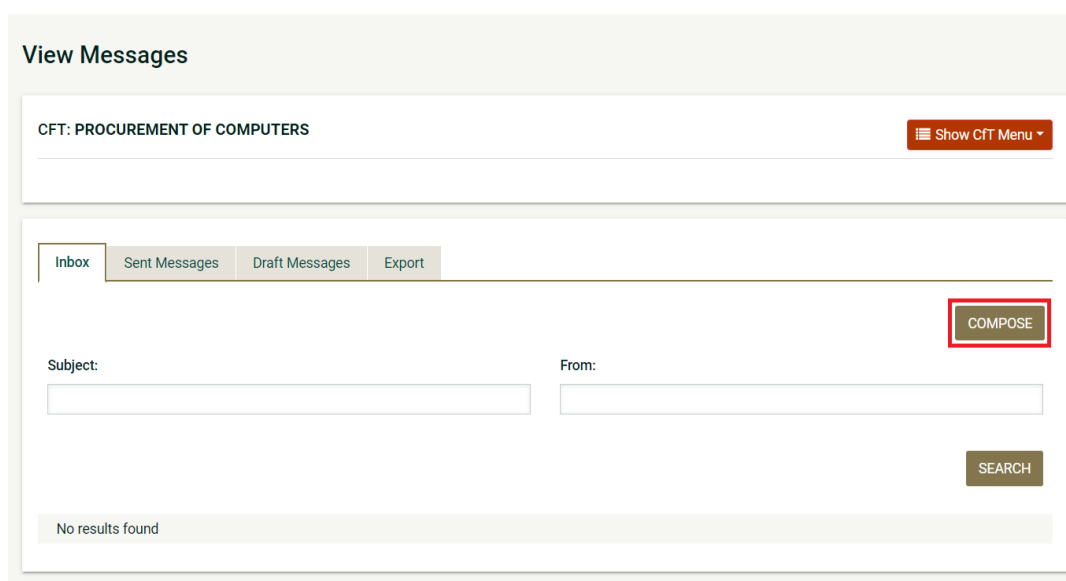 View Messages
CFT: PROCUREMENT OF COMPUTERS
Show CfT Menu
Inbox Sent Messages Draft Messages Export
COMPOSE
Subject: From:
SEARCH
No results found